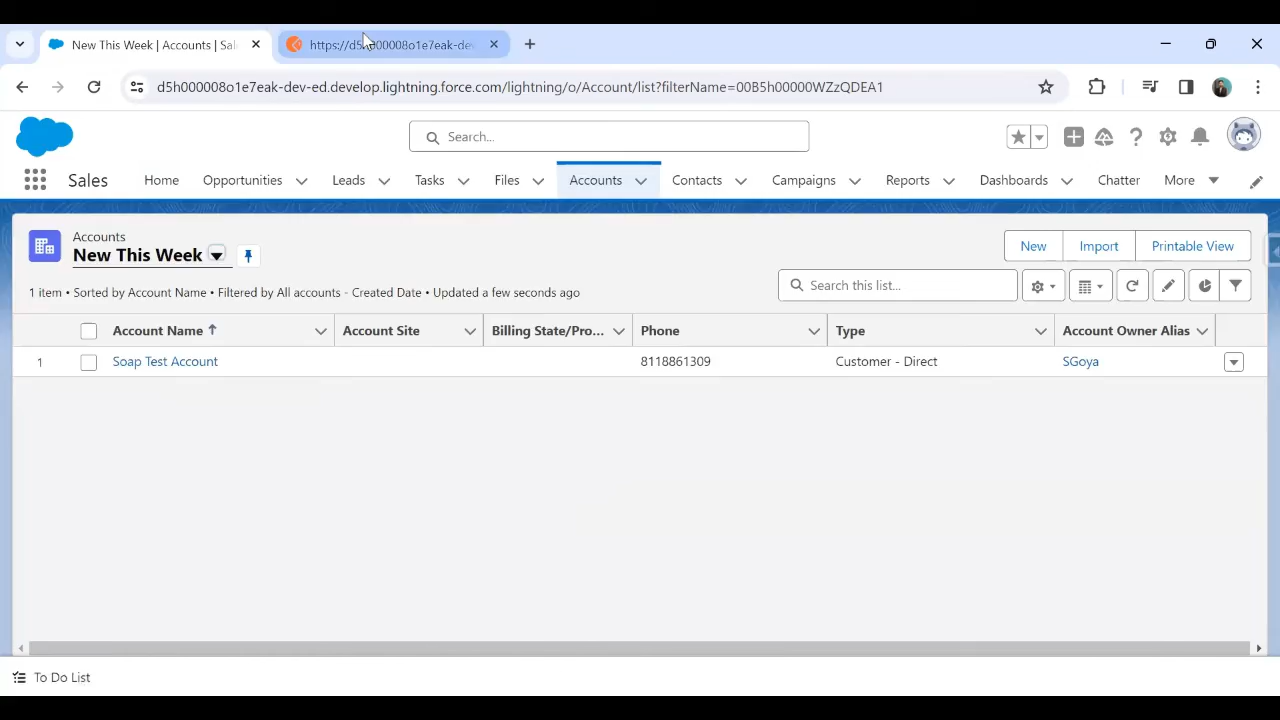 New This Week | Accounts | Sal
https://d5h000008o1e7eak-dev
d5h000008o1e7eak-dev-ed.develop.lightning.force.com/lightning/o/Account/list?filterName=00B5h00000WZzQDEA1
Search...
Sales
Home
Opportunities
Leads
Tasks
Files
Accounts
Contacts
Campaigns
Reports
Dashboards
Chatter
More
Accounts
New This Week
New
Import
Printable View
1 item • Sorted by Account Name • Filtered by All accounts - Created Date • Updated a few seconds ago
Search this list...
Account Name
Account Site
Billing State/Pro...
Phone
Type
Account Owner Alias
1
Soap Test Account
8118861309
Customer - Direct
SGoya
To Do List